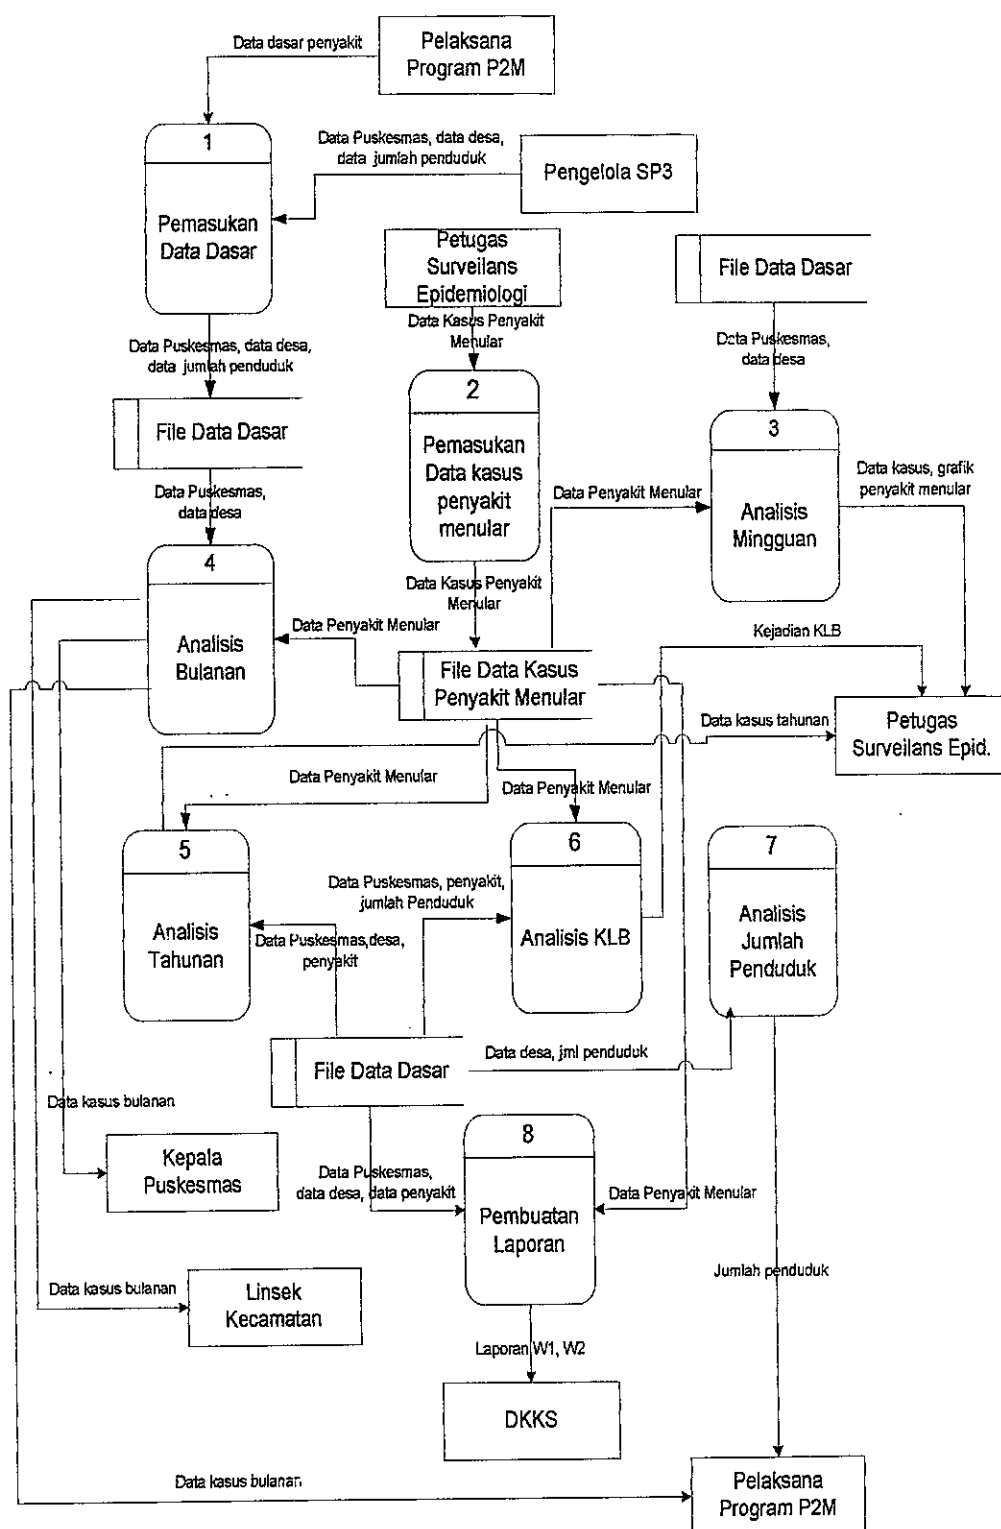 Data dasar penyakit
Pelaksana
Program P2M
1
Pemasukan
Data Dasar
Data Puskesmas, data desa,
data jumlah penduduk
Pengelola SP3
Petugas
Surveilans
Epidemiologi
File Data Dasar
Data Kasus Penyakit
Menular
Data Puskesmas,
data desa
Data Puskesmas, data desa,
data jumlah penduduk
2
Pemasukan
Data kasus
penyakit
menular
3
Analisis
Mingguan
File Data Dasar
Data Puskesmas,
data desa
Data Penyakit Menular
Data kasus, grafik
penyakit menular
4
Analisis
Bulanan
Data Kasus Penyakit
Menular
Data Penyakit Menular
Kejadian KLB
File Data Kasus
Penyakit Menular
Data kasus tahunan
Petugas
Surveilans Epid.
Data Penyakit Menular
Data Penyakit Menular
5
Analisis
Tahunan
6
Analisis KLB
7
Analisis
Jumlah
Penduduk
Data Puskesmas, penyakit,
jumlah Penduduk
Data Puskesmas,desa,
penyakit
File Data Dasar
Data desa, jml penduduk
Data kasus bulanan
Kepala
Puskesmas
Data Puskesmas,
data desa, data penyakit
8
Pembuatan
Laporan
Data Penyakit Menular
Data kasus bulanan
Linsek
Kecamatan
Jumlah penduduk
Laporan W1, W2
DKKS
Data kasus bulanan
Pelaksana
Program P2M